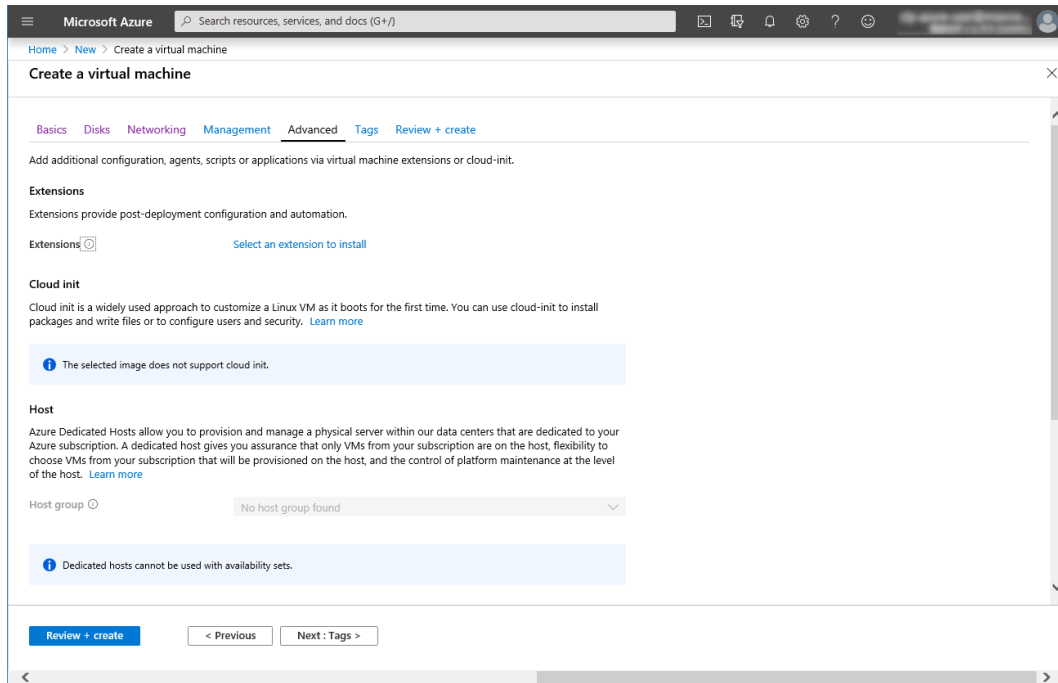 Microsoft Azure
Search resources, services, and docs (G+/)
Home > New > Create a virtual machine
Create a virtual machine
Basics Disks Networking Management Advanced Tags Review + create
Add additional configuration, agents, scripts or applications via virtual machine extensions or cloud-init.
Extensions
Extensions provide post-deployment configuration and automation.
Extensions Select an extension to install
Cloud init
Cloud init is a widely used approach to customize a Linux VM as it boots for the first time. You can use cloud-init to install
packages and write files or to configure users and security. Learn more
The selected image does not support cloud init.
Host
Azure Dedicated Hosts allow you to provision and manage a physical server within our data centers that are dedicated to your
Azure subscription. A dedicated host gives you assurance that only VMs from your subscription are on the host, flexibility to
choose VMs from your subscription that will be provisioned on the host, and the control of platform maintenance at the level
of the host. Learn more
Host group No host group found
Dedicated hosts cannot be used with availability sets.
Review + create < Previous Next : Tags >